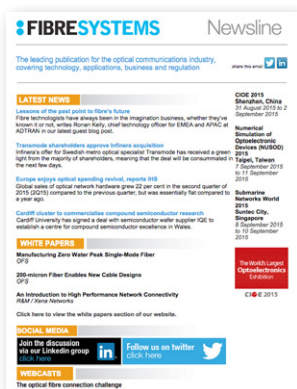 FIBRESYSTEMS
Newsline
The leading publication for the optical communications industry,
covering technology, applications, business and regulation
share this email
LATEST NEWS
Lessons of the past point to fibre's future
Fibre technologists have always been in the imagination business, whether they've
known it or not, writes Ronan Kelly, chief technology officer for EMEA and APAC at
ADTRAN in our latest guest blog post.
Transmode shareholders approve Infinera acquisition
Infinera's offer for Swedish metro optical specialist Transmode has received a green
light from the majority of shareholders, meaning that the deal will be consummated in
the next few days.
Europe enjoys optical spending revival, reports IHS
Global sales of optical network hardware grew 22 per cent in the second quarter of
2015 (2Q15) compared to the previous quarter, but was essentially flat compared to
a year ago.
Cardiff cluster to commercialise compound semiconductor research
Cardiff University has signed a deal with semiconductor wafer supplier IQE to
establish a centre for compound semiconductor excellence in Wales.
WHITE PAPERS
Manufacturing Zero Water Peak Single-Mode Fiber
OFS
200-micron Fiber Enables New Cable Designs
OFS
An Introduction to High Performance Network Connectivity
R&M / Xena Networks
Click here to view the white papers section of our website.
SOCIAL MEDIA
Join the discussion
via our Linkedin group
click here
in
Follow us on twitter
click here
WEBCASTS
The optical fibre connection challenge
CIOE 2015
Shenzhen, China
31 August 2015 to 2
September 2015
Numerical
Simulation of
Optoelectronic
Devices (NUSOD)
2015
Taipei, Taiwan
7 September 2015
to 11 September
2015
Submarine
Networks World
2015
Suntec City,
Singapore
8 September 2015
to 10 September
2015
The World's Largest
Optoelectronics
Exhibition
CIOE 2015